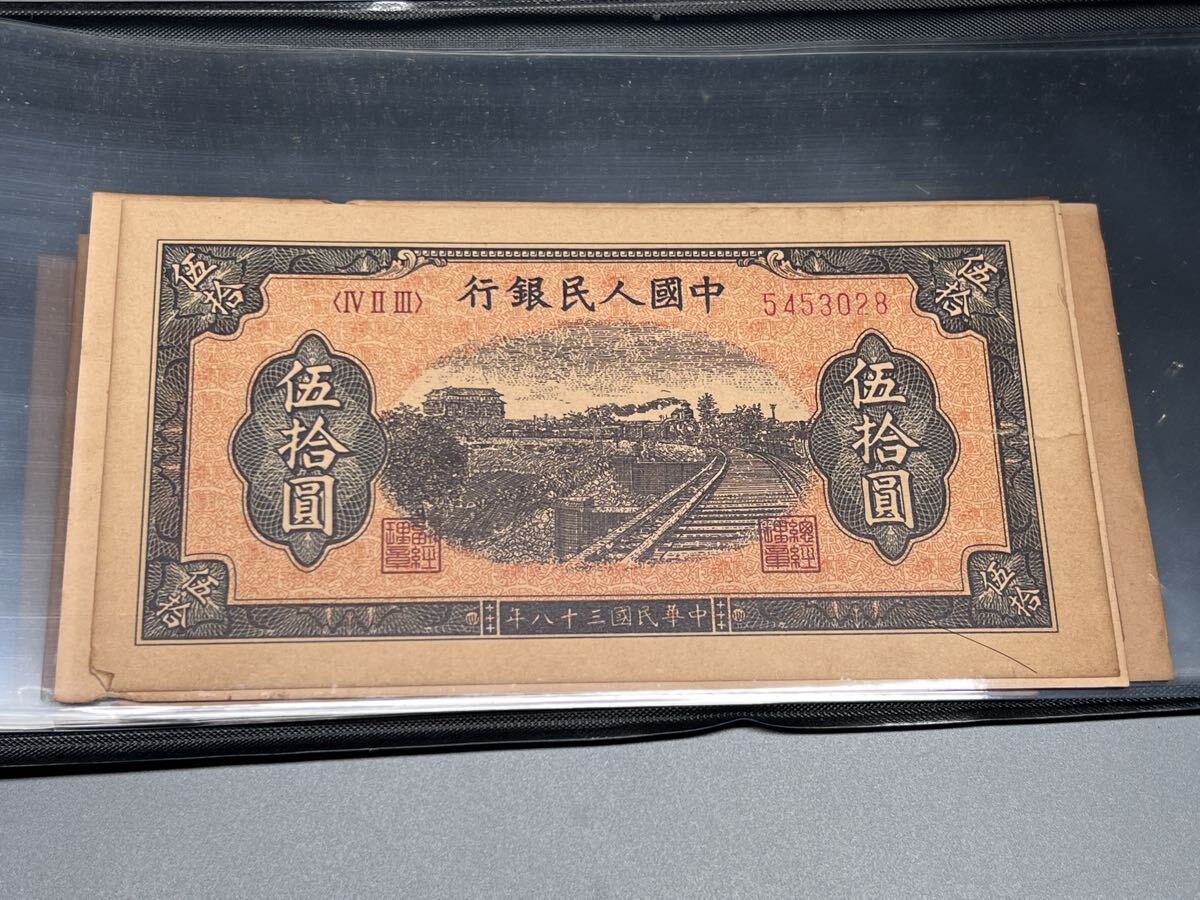 伍拾
伍拾
〈Ⅳ Ⅱ Ⅲ〉
中國人民銀行
5453028
伍拾圓
伍拾圓
副經理章
總經理章
伍拾
中華民國三十八年
伍拾